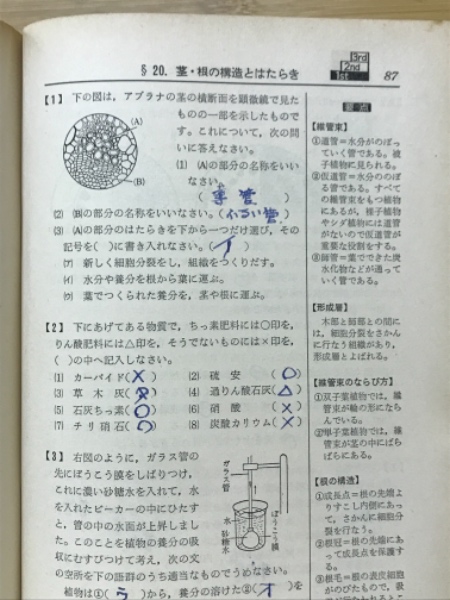 3rd
2nd
1st
§20. 茎・根の構造とはたらき
87
【1】 下の図は,アブラナの茎の横断面を顕微鏡で見た
ものの一部を示したもので
す。これについて,次の問
いに答えなさい。
(A)
(B)
(1) (A)の部分の名称をいい
なさい。
( 導管 )
(2) (B)の部分の名称をいいなさい。(ふるい管)
(3) (A)の部分のはたらきを下から一つだけ選び,その
記号を( )に書き入れなさい。(イ)
(ア) 新しく細胞分裂をし,組織をつくりだす。
(イ) 水分や養分を根から葉に運ぶ。
(ウ) 葉でつくられた養分を,茎や根に運ぶ。
【2】 下にあげてある物質で,ちっ素肥料には○印を,
りん酸肥料には△印を,そうでないものには×印を,
( )の中へ記入しなさい。
(1) カーバイド(×) (2) 硫安 (○)
(3) 草木灰(×) (4) 過りん酸石灰(△)
(5) 石灰ちっ素(○) (6) 硝酸 (×)
(7) チリ硝石(○) (8) 炭酸カリウム(×)
【3】 右図のように,ガラス管の
先にぼうこう膜をしばりつけ,
これに濃い砂糖水を入れて,水
を入れたビーカーの中にひたす
と,管の中の水面が上昇しまし
た。このことを植物の養分の吸
収にむすびつけて考え,次の文
の空所を下の語群のうち適当なものでうめなさい。
植物は①(う)から,養分の溶けた②(オ)を
ガラス管
水
砂糖水
ぼうこう膜
要点
【維管束】
①道管=水分がのぼっ
ていく管である。被
子植物に見られる。
②仮道管=水分ののぼ
る管である。すべて
の維管束をもつ植物
にあるが,裸子植物
やシダ植物には道管
がないので仮道管が
重要な役割をする。
③師管=葉でできた炭
水化物などが通って
いく管である。
【形成層】
木部と師部との間に
は,細胞分裂をさかん
に行なう組織があり,
形成層とよばれる。
【維管束のならび方】
①双子葉植物では,維
管束が輪の形になら
んでいる。
②単子葉植物では,維
管束が茎の中にばら
ばらにある。
【根の構造】
①成長点=根の先端よ
りすこし内側にあっ
て,さかんに細胞分
裂を行なう。
②根冠=根の先端にあ
って成長点を保護す
る。
③根毛=根の表皮細胞
がのびたもので,吸